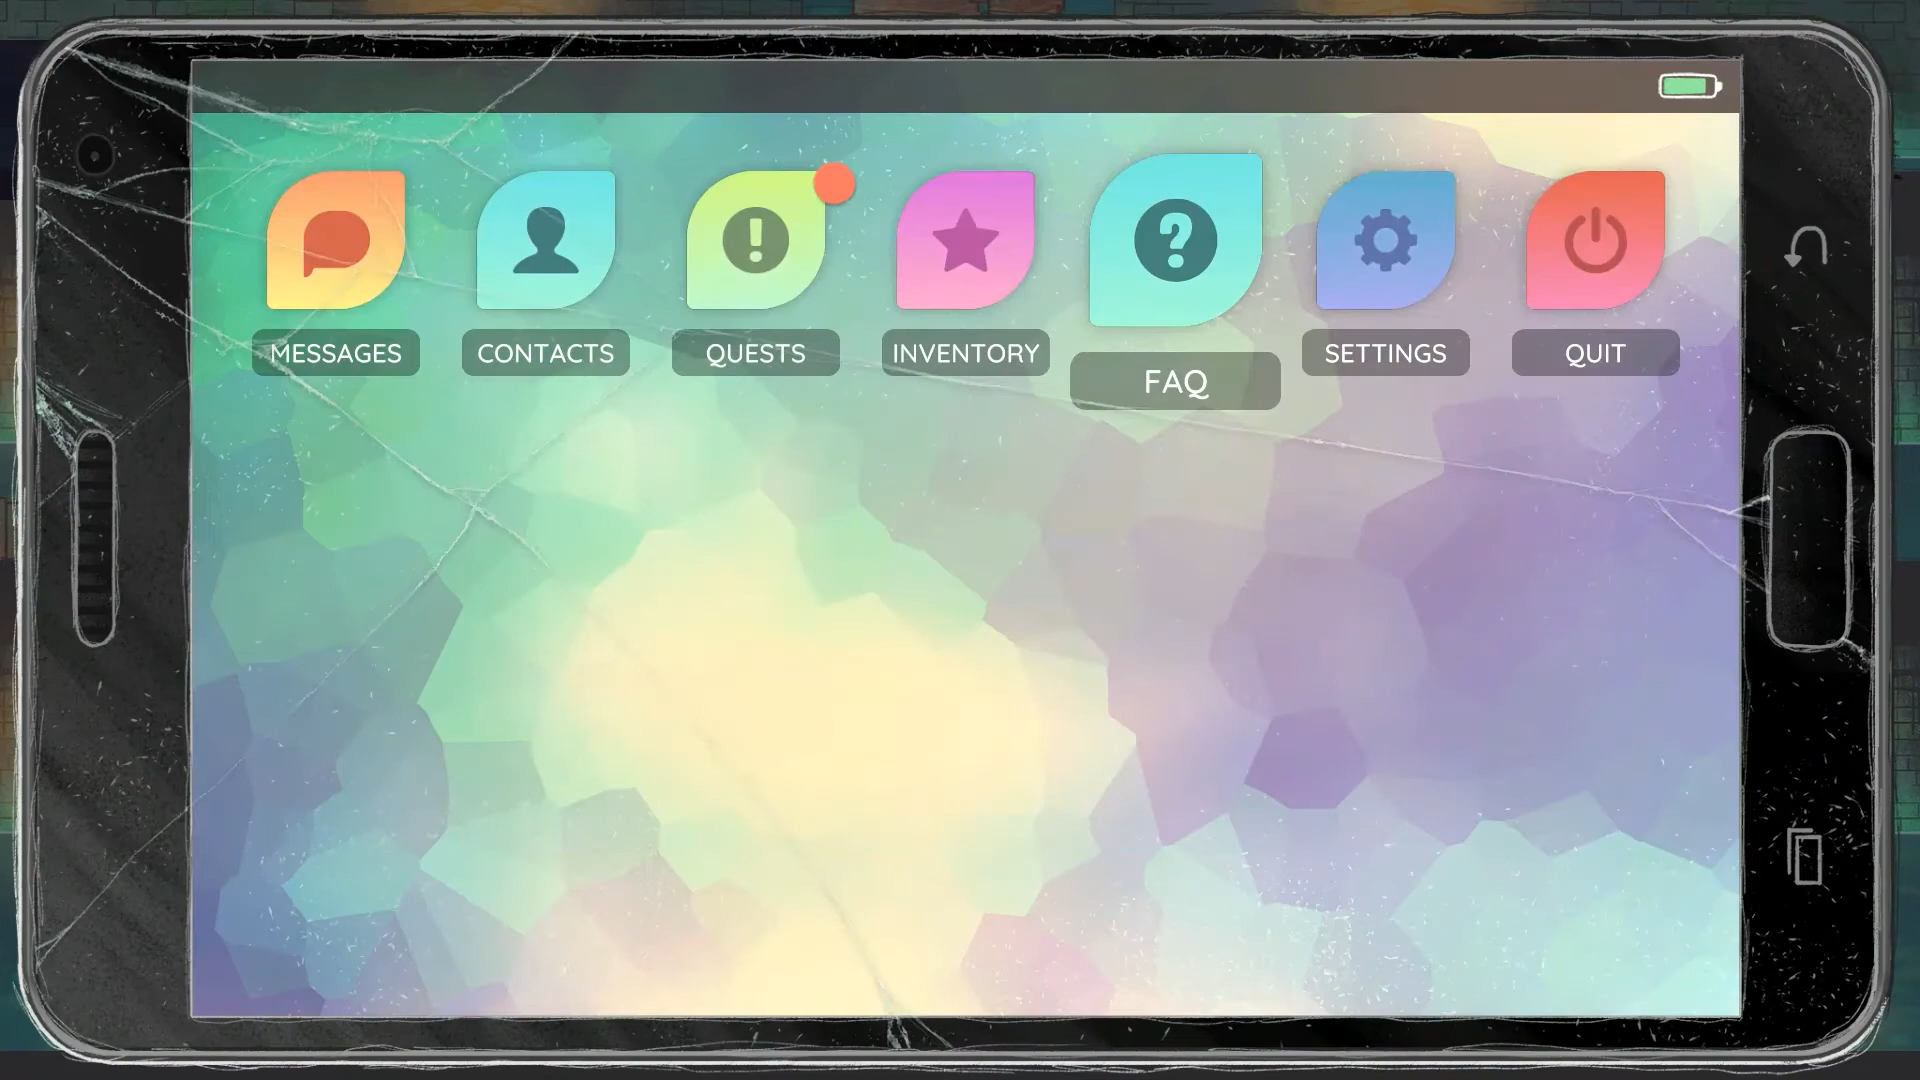 MESSAGES
CONTACTS
QUESTS
INVENTORY
FAQ
SETTINGS
QUIT